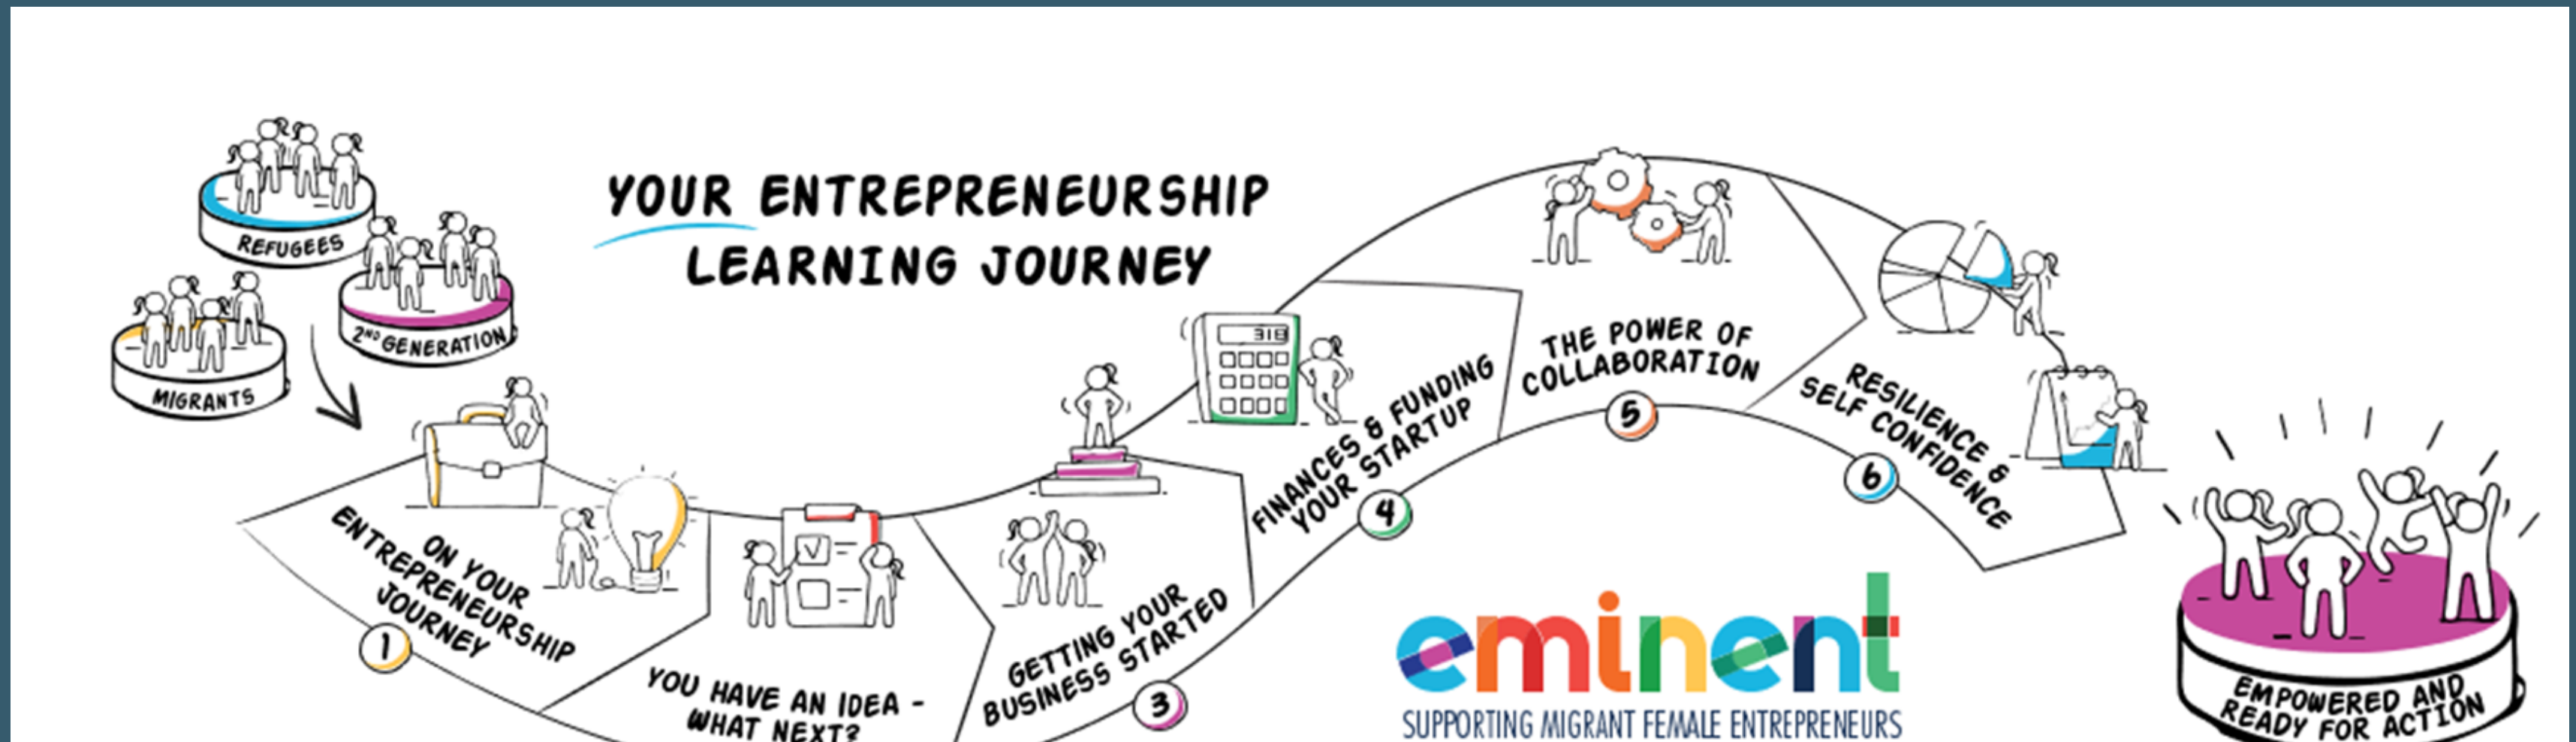 YOUR ENTREPRENEURSHIP
LEARNING JOURNEY
REFUGEES
2ND GENERATION
MIGRANTS
ON YOUR
ENTREPRENEURSHIP
JOURNEY
1
YOU HAVE AN IDEA -
WHAT NEXT?
GETTING YOUR
BUSINESS STARTED
3
318
FINANCES & FUNDING
YOUR STARTUP
4
THE POWER OF
COLLABORATION
5
RESILIENCE &
SELF CONFIDENCE
6
eminent
SUPPORTING MIGRANT FEMALE ENTREPRENEURS
EMPOWERED AND
READY FOR ACTION